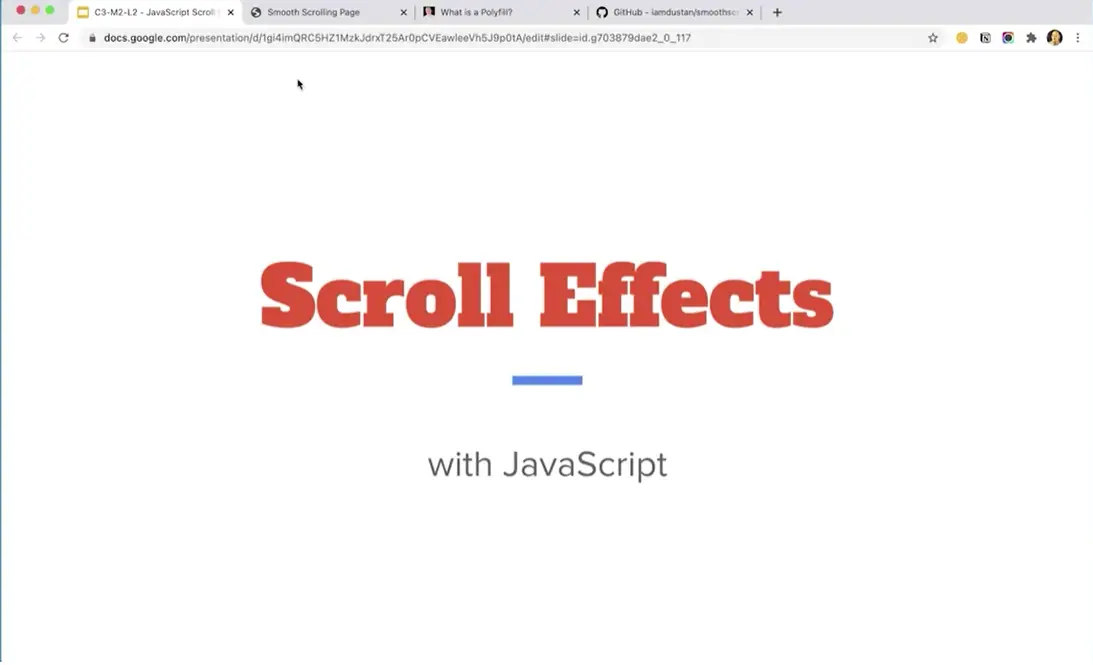 C3-M2-L2 - JavaScript Scroll
Smooth Scrolling Page
What is a Polyfill?
GitHub - iamdustan/smoothscr
docs.google.com/presentation/d/1gi4imQRC5HZ1MzkJdrxT25Ar0pCVEawleeVh5J9p0tA/edit#slide=id.g703879dae2_0_117
Scroll Effects
with JavaScript